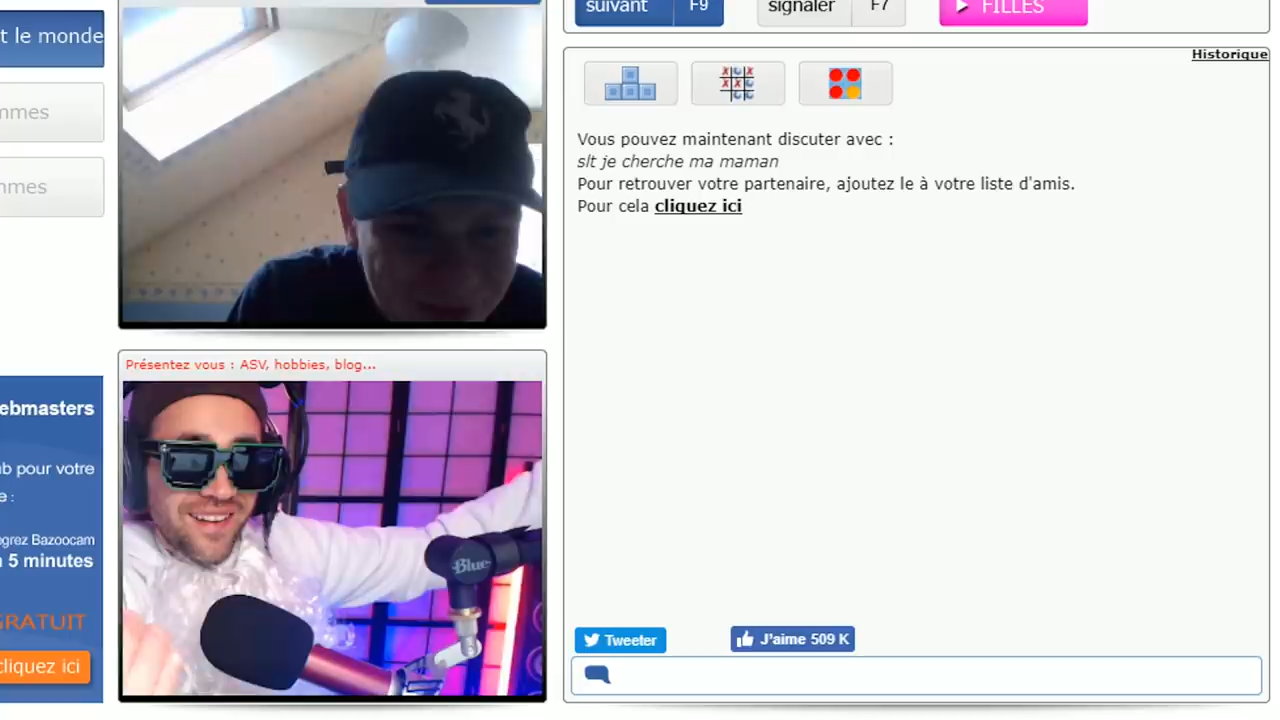 t le monde
mmes
mmes
ebmasters
ub pour votre
e :
egrez Bazoocam
5 minutes
GRATUIT
cliquez ici
Présentez vous : ASV, hobbies, blog...
Blue
suivant F9
signaler F7
FILLES
Historique
Vous pouvez maintenant discuter avec :
slt je cherche ma maman
Pour retrouver votre partenaire, ajoutez le à votre liste d'amis.
Pour cela cliquez ici
Tweeter
J'aime 509 K